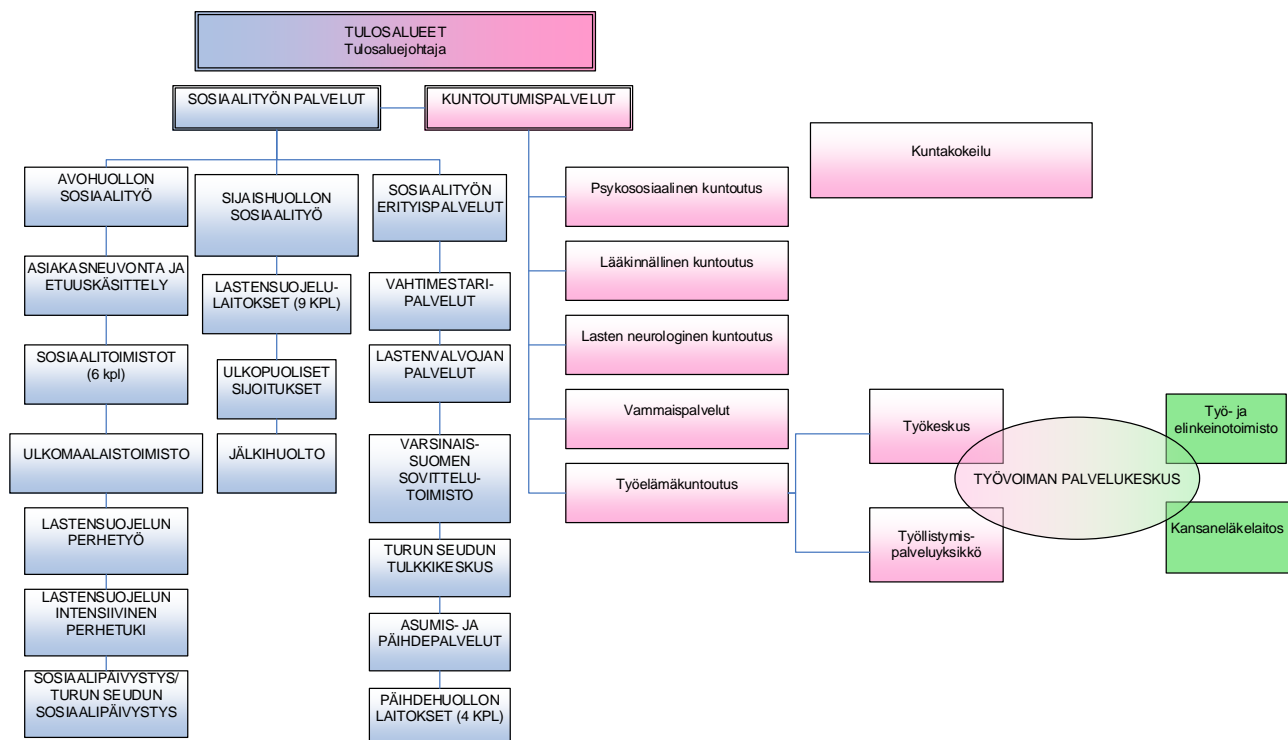 TULOSALUEET
Tulosaluejohtaja
SOSIAALITYÖN PALVELUT
KUNTOUTUMISPALVELUT
Kuntakokeilu
AVOHUOLLON
SOSIAALITYÖ
ASIAKASNEUVONTA JA
ETUUSKÄSITTELY
SOSIAALITOIMISTOT
(6 kpl)
ULKOMAALAISTOIMISTO
LASTENSUOJELUN
PERHETYÖ
LASTENSUOJELUN
INTENSIIVINEN
PERHETUKI
SOSIAALIPÄIVYSTYS/
TURUN SEUDUN
SOSIAALIPÄIVYSTYS
SIJAISHUOLLON
SOSIAALITYÖ
LASTENSUOJELU-
LAITOKSET (9 KPL)
ULKOPUOLISET
SIJOITUKSET
JÄLKIHUOLTO
SOSIAALITYÖN
ERITYISPALVELUT
VAHTIMESTARI-
PALVELUT
LASTENVALVOJAN
PALVELUT
VARSINAIS-
SUOMEN
SOVITTELU-
TOIMISTO
TURUN SEUDUN
TULKKIKESKUS
ASUMIS- JA
PÄIHDEPALVELUT
PÄIHDEHUOLLON
LAITOKSET (4 KPL)
Psykososiaalinen kuntoutus
Lääkinnällinen kuntoutus
Lasten neurologinen kuntoutus
Vammaispalvelut
Työelämäkuntoutus
Työkeskus
Työllistymis-
palveluyksikkö
TYÖVOIMAN PALVELUKESKUS
Työ- ja
elinkeinotoimisto
Kansaneläkelaitos